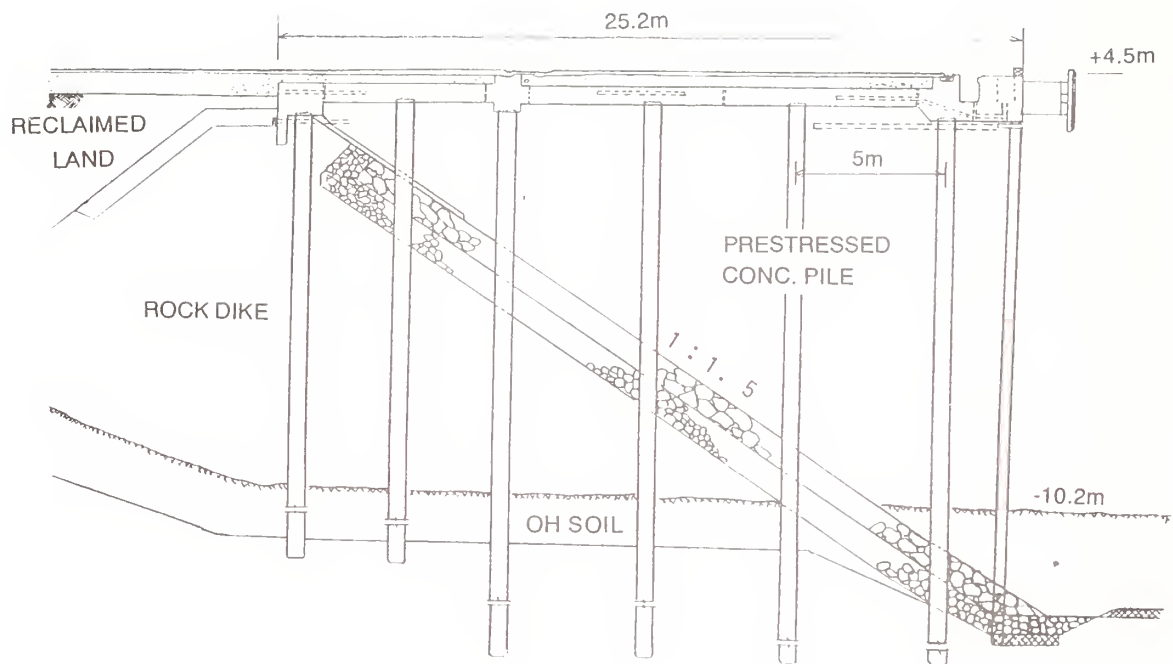 25.2m
+4.5m
RECLAIMED
LAND
5m
PRESTRESSED
CONC. PILE
ROCK DIKE
1 : 1. 5
-10.2m
OH SOIL